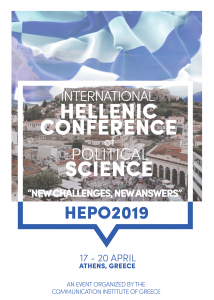 INTERNATIONAL
HELLENIC
CONFERENCE
of
POLITICAL
SCIENCE
"NEW CHALLENGES, NEW ANSWERS"
HEPO2019
17 - 20 APRIL
ATHENS, GREECE
AN EVENT ORGANIZED BY THE
COMMUNICATION INSTITUTE OF GREECE